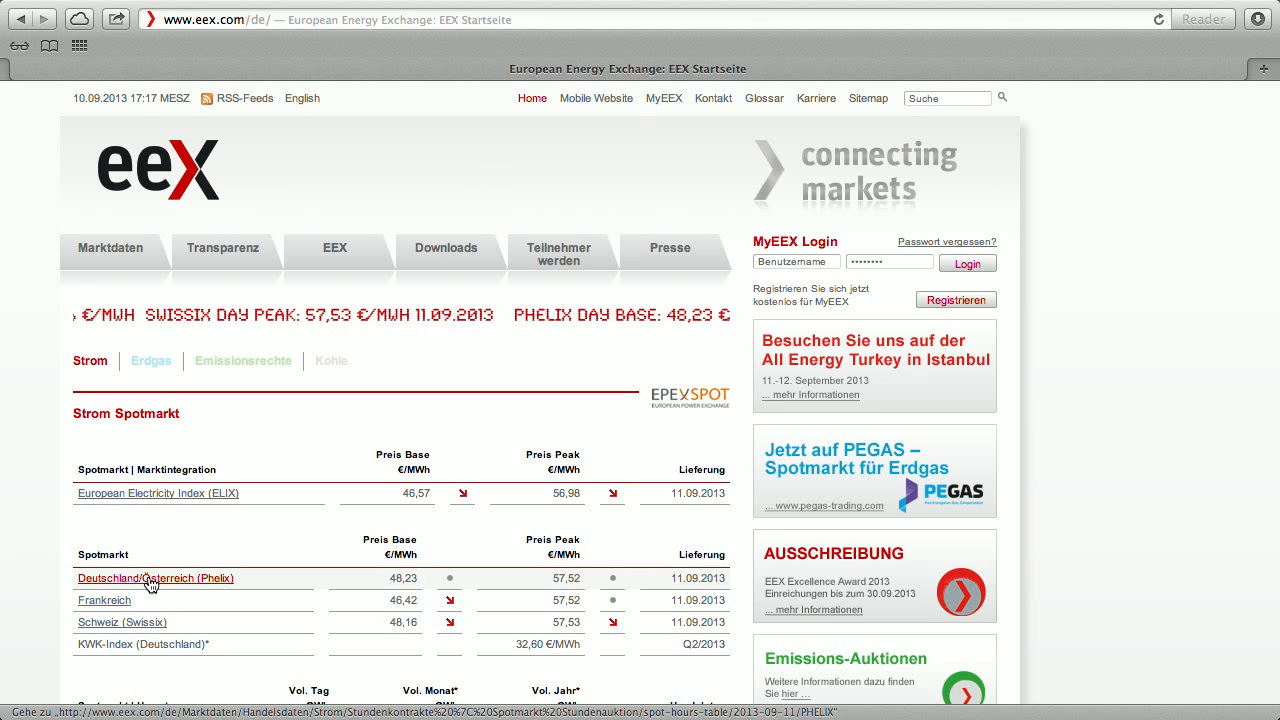 www.eex.com/de/ — European Energy Exchange: EEX Startseite
Reader
European Energy Exchange: EEX Startseite
10.09.2013 17:17 MESZ RSS-Feeds English
Home Mobile Website MyEEX Kontakt Glossar Karriere Sitemap Suche
eex
connecting
markets
Marktdaten Transparenz EEX Downloads Teilnehmer werden Presse
MyEEX Login Passwort vergessen?
Benutzername •••••••• Login
Registrieren Sie sich jetzt
kostenlos für MyEEX
Registrieren
€/MWH SWISSIX DAY PEAK: 57,53 €/MWH 11.09.2013 PHELIX DAY BASE: 48,23 €
Besuchen Sie uns auf der
All Energy Turkey in Istanbul
11.-12. September 2013
... mehr Informationen
Strom Erdgas Emissionsrechte Kohle
EPEXSPOT
EUROPEAN POWER EXCHANGE
Strom Spotmarkt
Preis Base Preis Peak
Spotmarkt | Marktintegration €/MWh €/MWh Lieferung
European Electricity Index (ELIX) 46,57 56,98 11.09.2013
Jetzt auf PEGAS –
Spotmarkt für Erdgas
PEGAS
... www.pegas-trading.com
Preis Base Preis Peak
Spotmarkt €/MWh €/MWh Lieferung
Deutschland/Österreich (Phelix) 48,23 57,52 11.09.2013
Frankreich 46,42 57,52 11.09.2013
Schweiz (Swissix) 48,16 57,53 11.09.2013
KWK-Index (Deutschland)* 32,60 €/MWh Q2/2013
AUSSCHREIBUNG
EEX Excellence Award 2013
Einreichungen bis zum 30.09.2013
... mehr Informationen
Emissions-Auktionen
Weitere Informationen dazu finden
Sie hier ...
Vol. Tag Vol. Monat* Vol. Jahr*
Gehe zu „http://www.eex.com/de/Marktdaten/Handelsdaten/Strom/Stundenkontrakte%20%7C%20Spotmarkt%20Stundenauktion/spot-hours-table/2013-09-11/PHELIX“